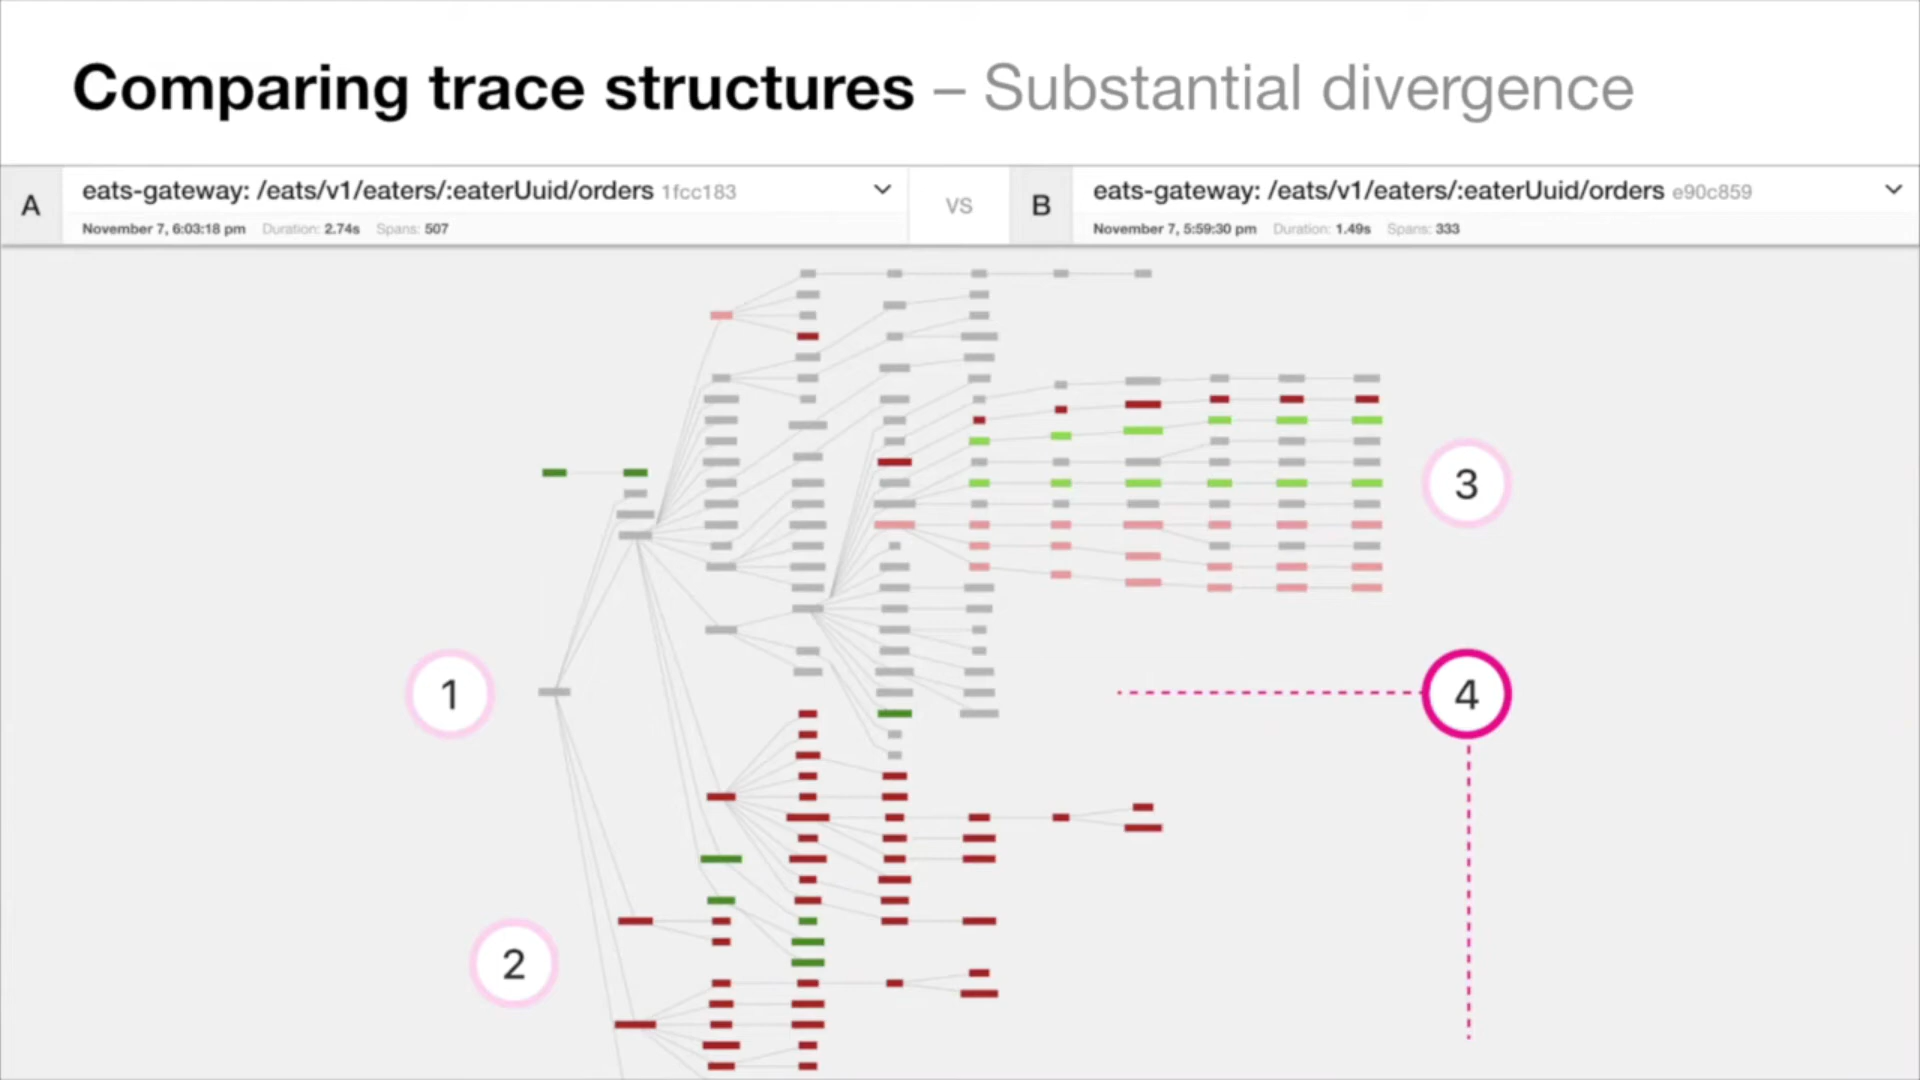 Comparing trace structures – Substantial divergence
A
eats-gateway: /eats/v1/eaters/:eaterUuid/orders 1fcc183
November 7, 6:03:18 pm Duration: 2.74s Spans: 507
VS
B
eats-gateway: /eats/v1/eaters/:eaterUuid/orders e90c859
November 7, 5:59:30 pm Duration: 1.49s Spans: 333
3
1
4
2